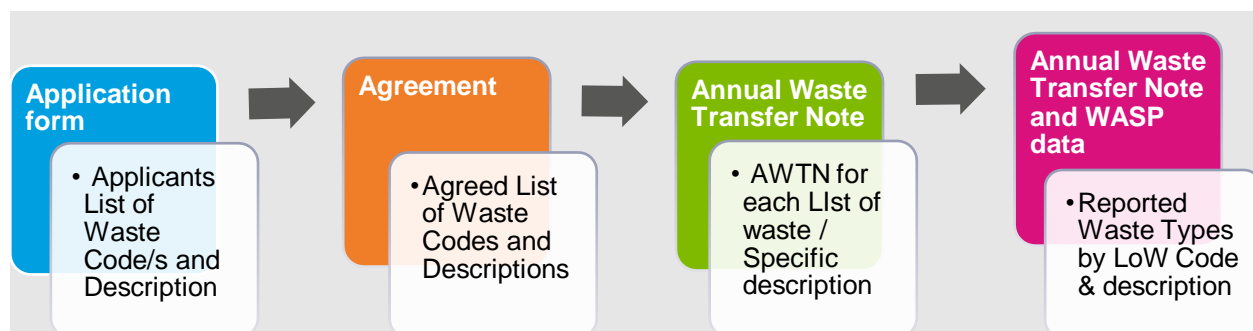 Application
form
• Applicants
List of
Waste
Code/s and
Description
Agreement
•Agreed List
of Waste
Codes and
Descriptions
Annual Waste
Transfer Note
• AWTN for
each LIst of
waste /
Specific
description
Annual Waste
Transfer Note
and WASP
data
•Reported
Waste Types
by LoW Code
& description